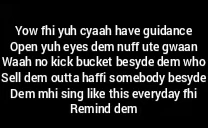 Yow fhi yuh cyaah have guidance
Open yuh eyes dem nuff ute gwaan
Waah no kick bucket besyde dem who
Sell dem outta haffi somebody besyde
Dem mhi sing like this everyday fhi
Remind dem